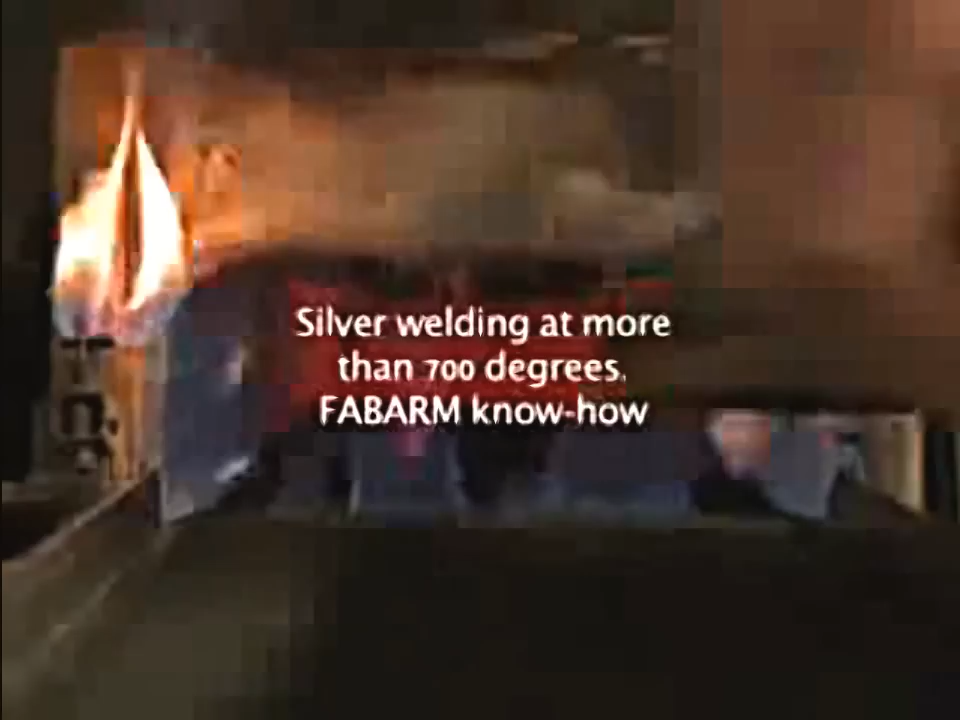 Silver welding at more
than 700 degrees.
FABARM know-how